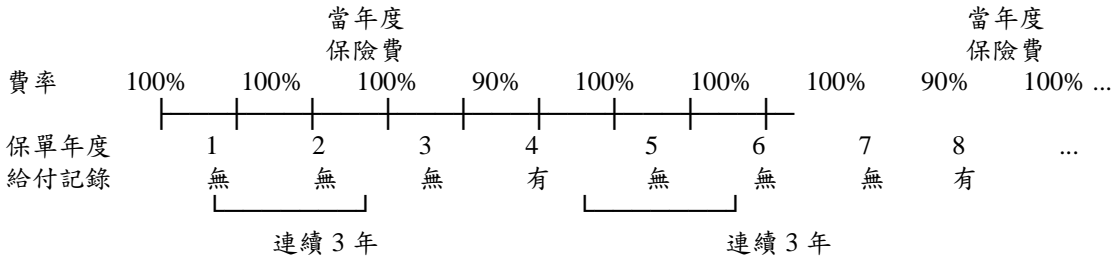 當年度 當年度
保險費 保險費
費率 100% 100% 100% 90% 100% 100% 100% 90% 100% ...
保單年度 1 2 3 4 5 6 7 8 ...
給付記錄 無 無 無 有 無 無 無 有
連續 3 年 連續 3 年